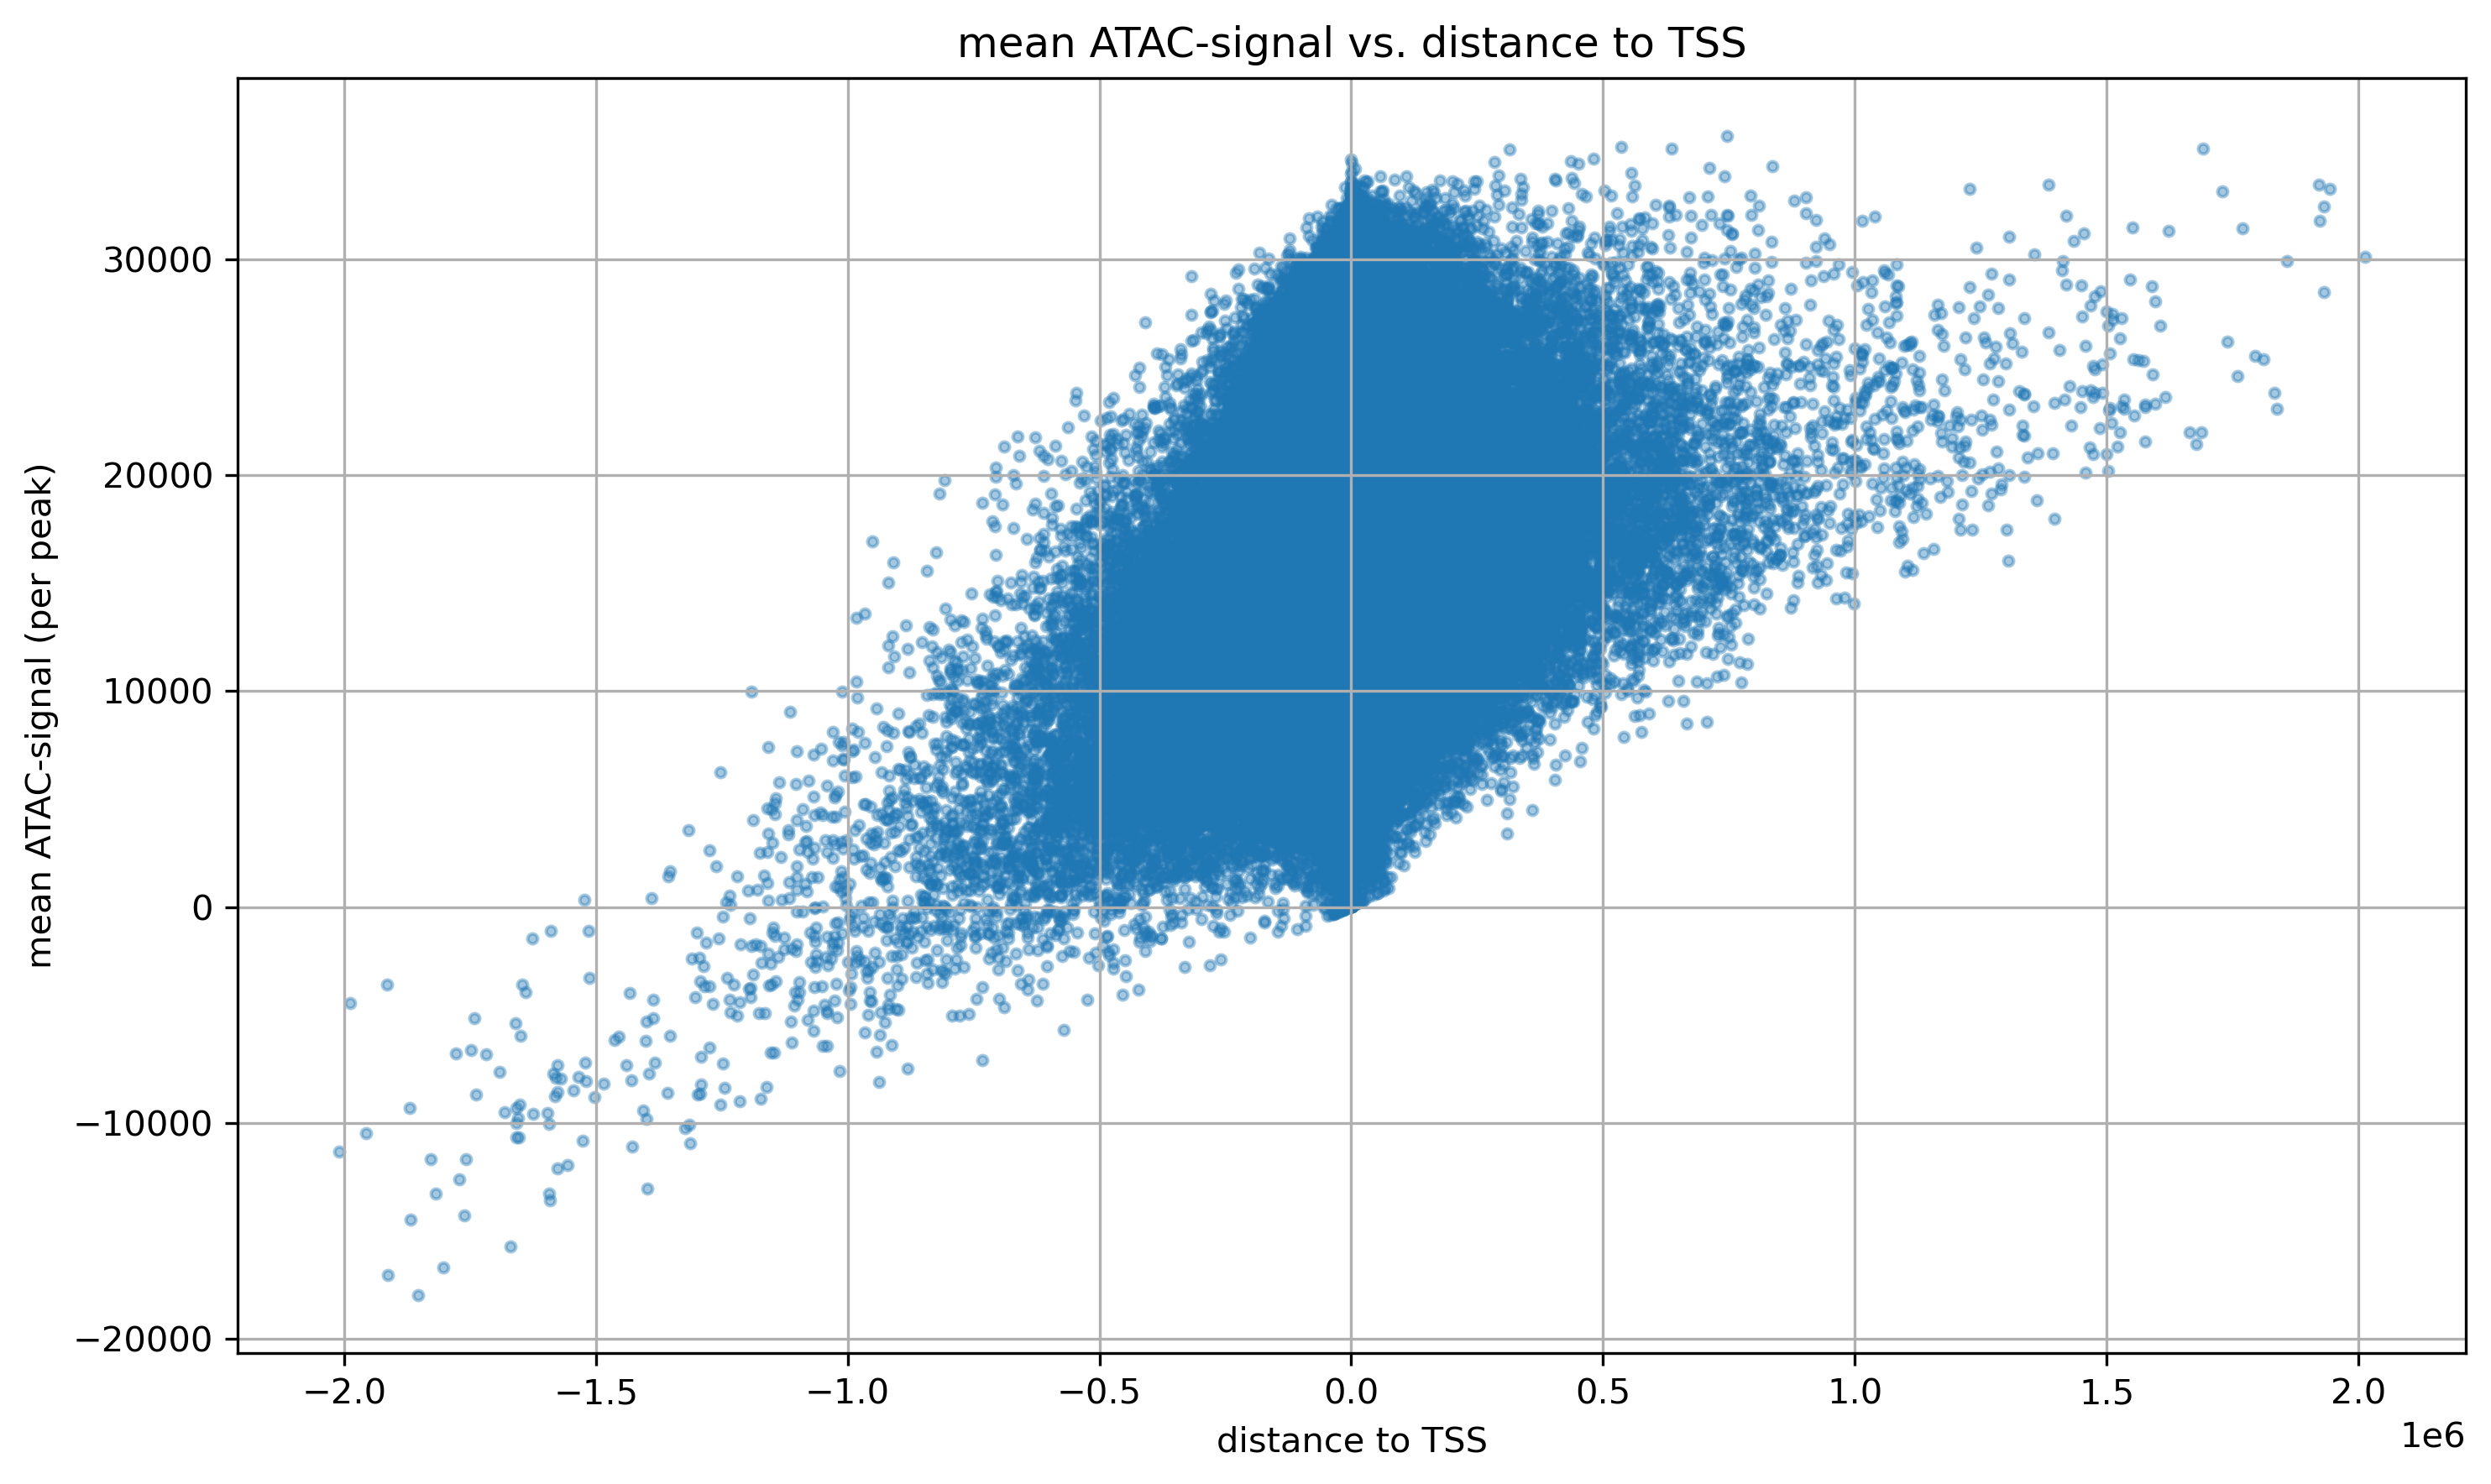 mean ATAC-signal vs. distance to TSS
mean ATAC-signal (per peak)
30000
20000
10000
0
−10000
−20000
−2.0 −1.5 −1.0 −0.5 0.0 0.5 1.0 1.5 2.0
1e6
distance to TSS